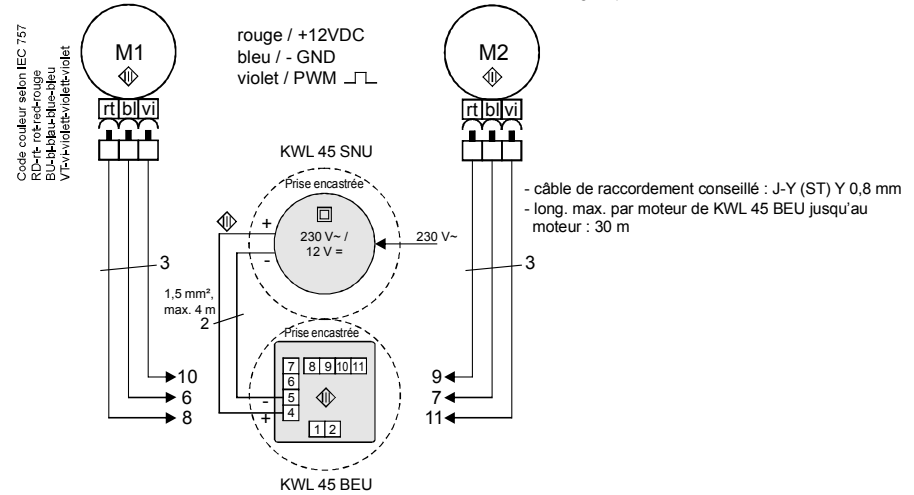 Code couleur selon IEC 757
RD-rt- rot-red-rouge
BU-bl-blau-blue-bleu
VT-vi-violett-violet
M1
rt bl vi
rouge / +12VDC
bleu / - GND
violet / PWM
M2
rt bl vi
KWL 45 SNU
Prise encastrée
230 V~ /
12 V =
+
-
230 V~
- câble de raccordement conseillé : J-Y (ST) Y 0,8 mm
- long. max. par moteur de KWL 45 BEU jusqu'au
moteur : 30 m
3
3
1,5 mm²,
max. 4 m
2
Prise encastrée
7 8 9 10 11
6
5
4
-
+
1 2
KWL 45 BEU
10
6
8
9
7
11